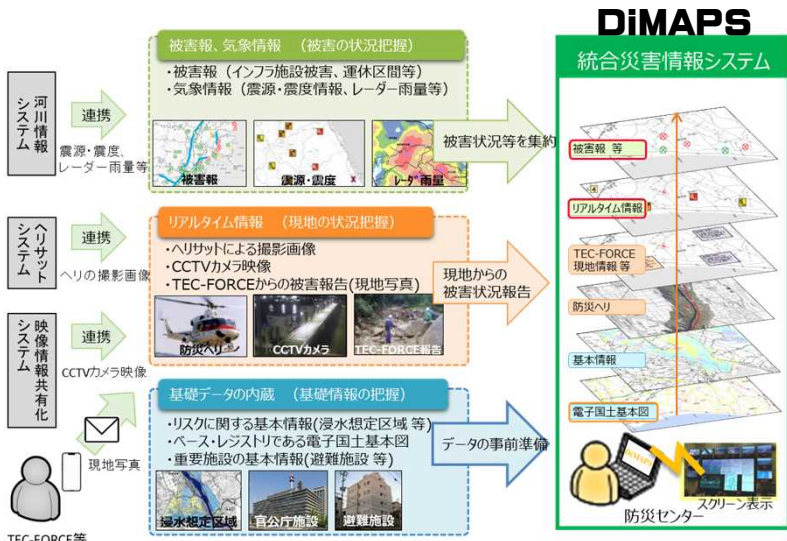 DiMAPS
統合災害情報システム
河川情報
システム
連携
震源・震度、
レーダー雨量等
被害報、気象情報 (被害の状況把握)
・被害報(インフラ施設被害、運休区間等)
・気象情報(震源・震度情報、レーダー雨量等)
被害報
震源・震度
レーダ雨量
被害状況等を集約
ヘリサット
システム
連携
ヘリの撮影画像
リアルタイム情報 (現地の状況把握)
・ヘリサットによる撮影画像
・CCTVカメラ映像
・TEC-FORCEからの被害報告(現地写真)
防災ヘリ
CCTVカメラ
TEC-FORCE報告
現地からの
被害状況報告
映像情報共有化
システム
連携
CCTVカメラ映像
現地写真
TEC-FORCE等
基礎データの内蔵 (基礎情報の把握)
・リスクに関する基本情報(浸水想定区域 等)
・ベース・レジストリである電子国土基本図
・重要施設の基本情報(避難施設 等)
浸水想定区域
官公庁施設
避難施設
データの事前準備
被害報 等
リアルタイム情報
TEC-FORCE
現地情報 等
防災ヘリ
基本情報
電子国土基本図
DiMAPS
スクリーン表示
防災センター